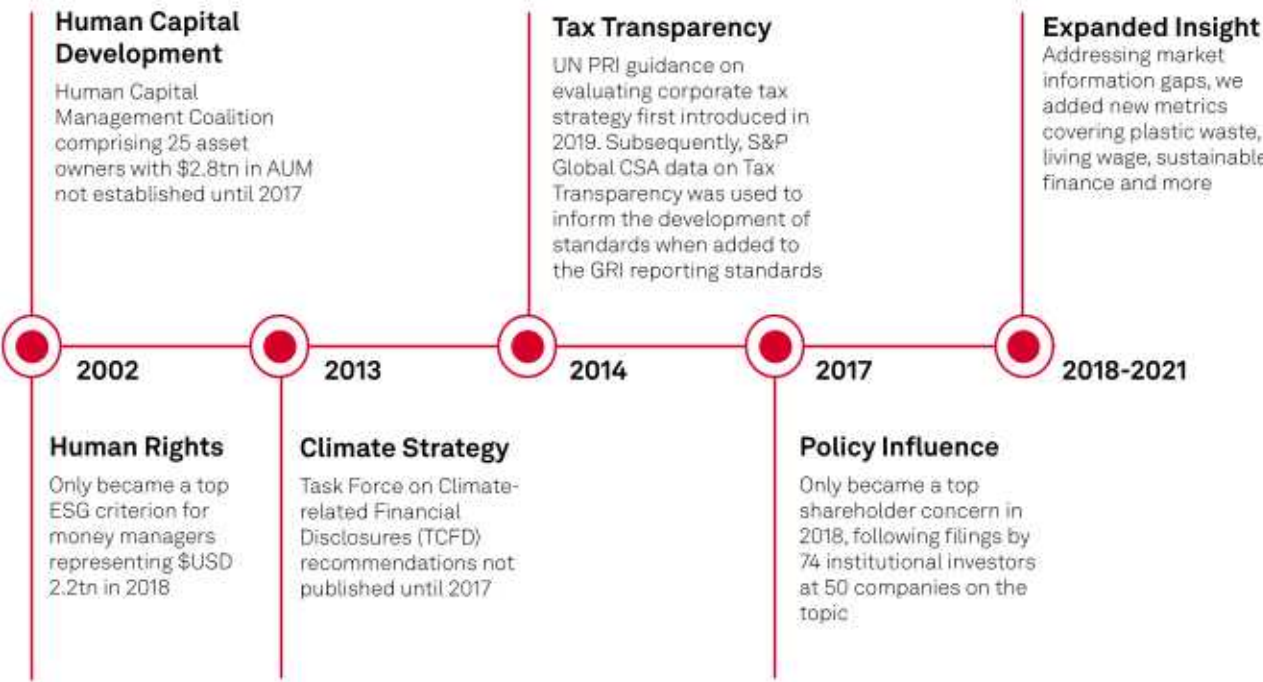 Human Capital
Development
Human Capital
Management Coalition
comprising 25 asset
owners with $2.8tn in AUM
not established until 2017
Tax Transparency
UN PRI guidance on
evaluating corporate tax
strategy first introduced in
2019. Subsequently, S&P
Global CSA data on Tax
Transparency was used to
inform the development of
standards when added to
the GRI reporting standards
Expanded Insight
Addressing market
information gaps, we
added new metrics
covering plastic waste,
living wage, sustainable
finance and more
2002
2013
2014
2017
2018-2021
Human Rights
Only became a top
ESG criterion for
money managers
representing $USD
2.2tn in 2018
Climate Strategy
Task Force on Climate-
related Financial
Disclosures (TCFD)
recommendations not
published until 2017
Policy Influence
Only became a top
shareholder concern in
2018, following filings by
74 institutional investors
at 50 companies on the
topic